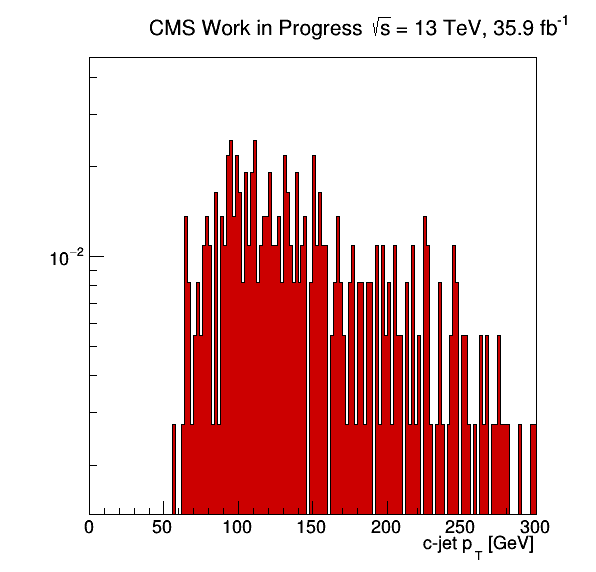 CMS Work in Progress √s = 13 TeV, 35.9 fb⁻¹
10⁻²
0 50 100 150 200 250 300
c-jet p_T [GeV]